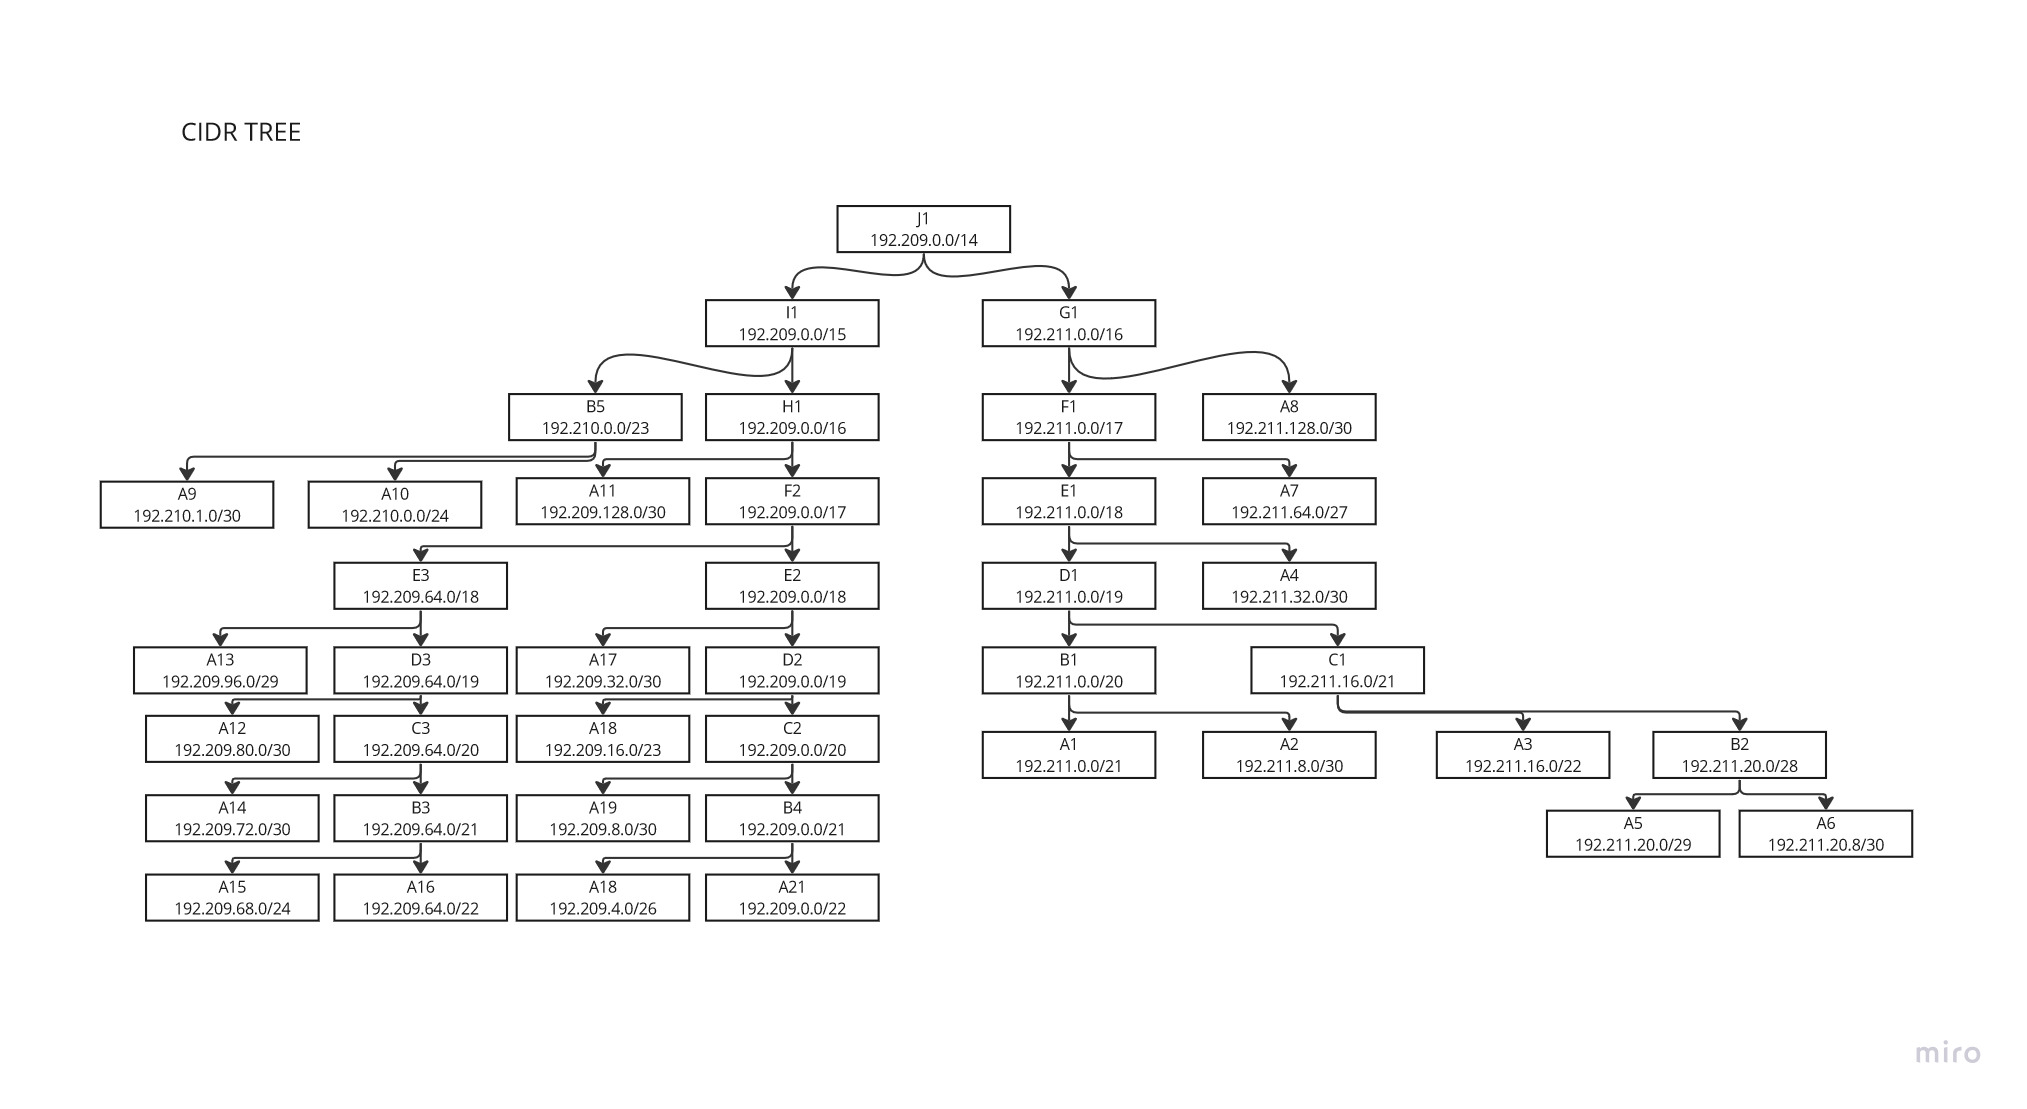 CIDR TREE
J1
192.209.0.0/14
I1
192.209.0.0/15
G1
192.211.0.0/16
B5
192.210.0.0/23
H1
192.209.0.0/16
F1
192.211.0.0/17
A8
192.211.128.0/30
A9
192.210.1.0/30
A10
192.210.0.0/24
A11
192.209.128.0/30
F2
192.209.0.0/17
E1
192.211.0.0/18
A7
192.211.64.0/27
E3
192.209.64.0/18
E2
192.209.0.0/18
D1
192.211.0.0/19
A4
192.211.32.0/30
A13
192.209.96.0/29
D3
192.209.64.0/19
A17
192.209.32.0/30
D2
192.209.0.0/19
B1
192.211.0.0/20
C1
192.211.16.0/21
A12
192.209.80.0/30
C3
192.209.64.0/20
A18
192.209.16.0/23
C2
192.209.0.0/20
A1
192.211.0.0/21
A2
192.211.8.0/30
A3
192.211.16.0/22
B2
192.211.20.0/28
A14
192.209.72.0/30
B3
192.209.64.0/21
A19
192.209.8.0/30
B4
192.209.0.0/21
A5
192.211.20.0/29
A6
192.211.20.8/30
A15
192.209.68.0/24
A16
192.209.64.0/22
A18
192.209.4.0/26
A21
192.209.0.0/22
miro